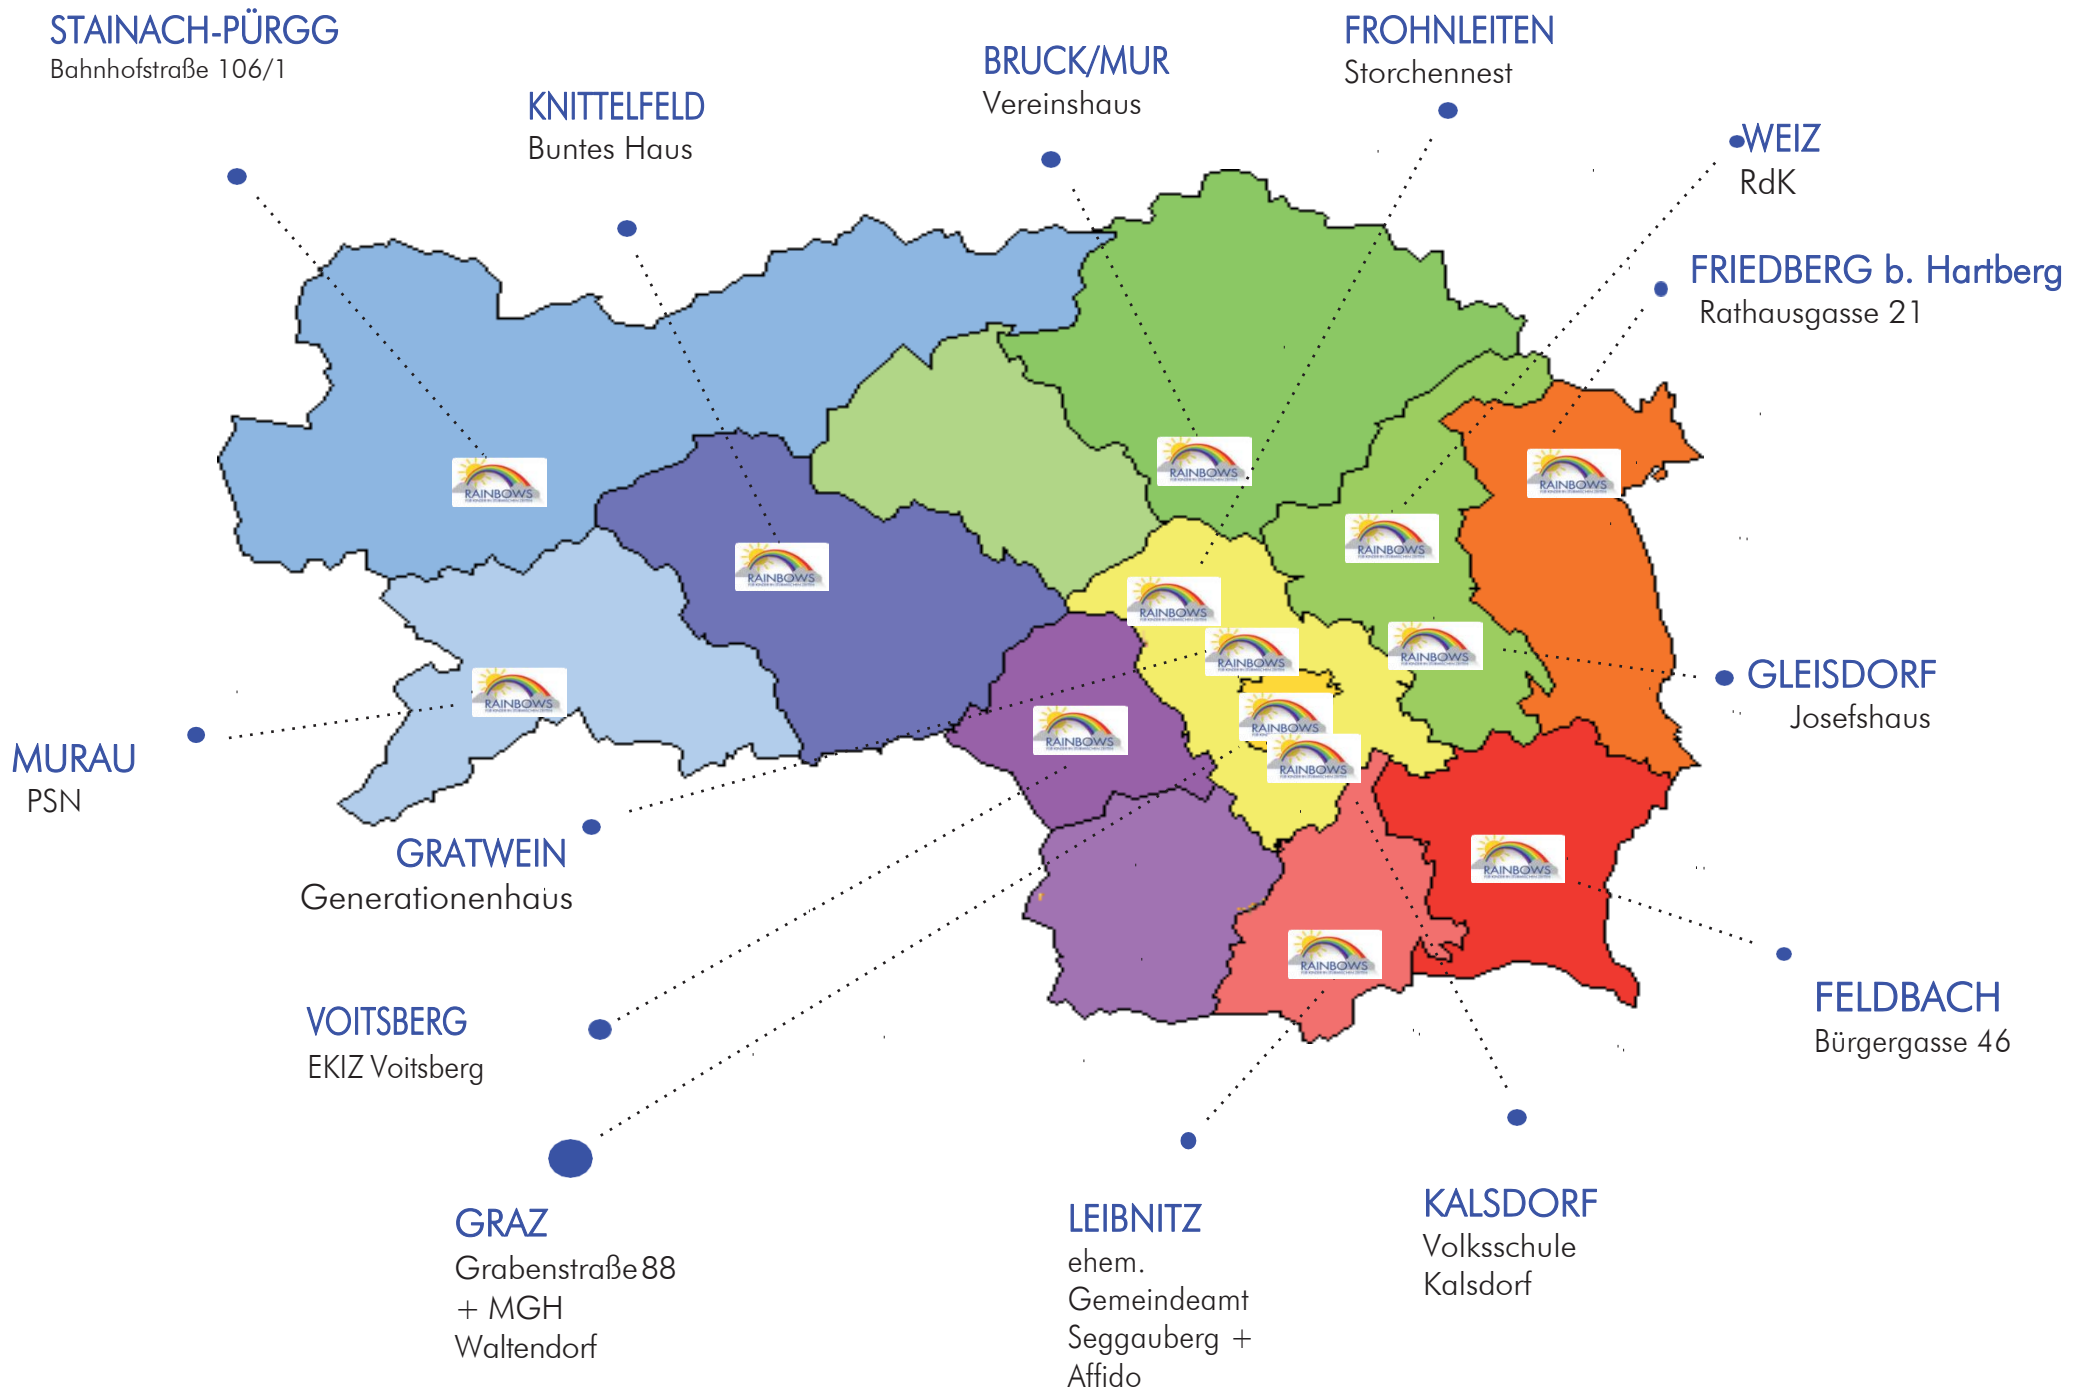 STAINACH-PÜRGG
Bahnhofstraße 106/1
KNITTELFELD
Buntes Haus
BRUCK/MUR
Vereinshaus
FROHNLEITEN
Storchennest
WEIZ
RdK
FRIEDBERG b. Hartberg
Rathausgasse 21
RAINBOWS
RAINBOWS
RAINBOWS
RAINBOWS
RAINBOWS
RAINBOWS
RAINBOWS
RAINBOWS
RAINBOWS
RAINBOWS
RAINBOWS
RAINBOWS
RAINBOWS
RAINBOWS
GLEISDORF
Josefshaus
MURAU
PSN
GRATWEIN
Generationenhaus
VOITSBERG
EKIZ Voitsberg
FELDBACH
Bürgergasse 46
GRAZ
Grabenstraße 88
+ MGH
Waltendorf
LEIBNITZ
ehem.
Gemeindeamt
Seggauberg +
Affido
KALSDORF
Volksschule
Kalsdorf